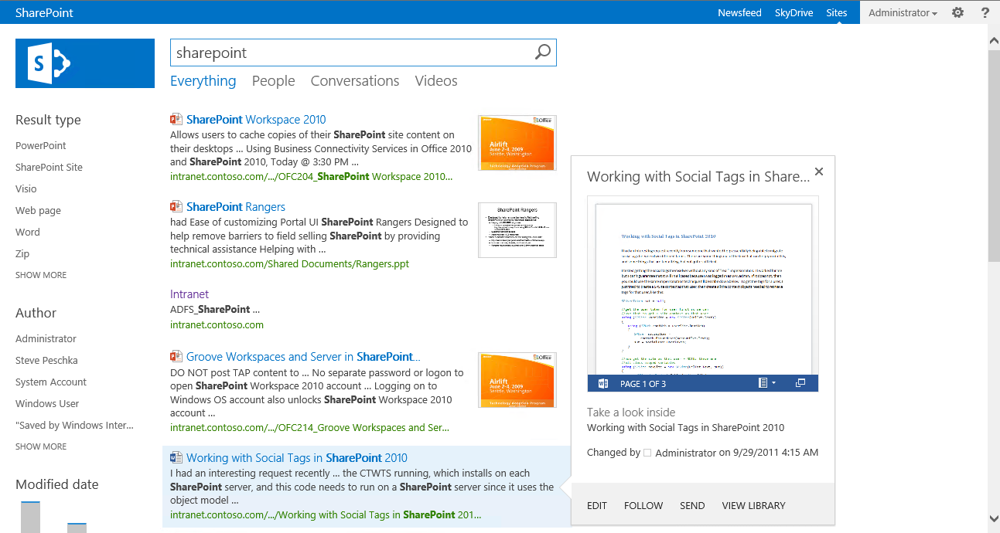 SharePoint
Newsfeed SkyDrive Sites Administrator ?
S
sharepoint
Everything People Conversations Videos
Result type
PowerPoint
SharePoint Site
Visio
Web page
Word
Zip
SHOW MORE
Author
Administrator
Steve Peschka
System Account
Windows User
"Saved by Windows Inter...
SHOW MORE
Modified date
SharePoint Workspace 2010
Allows users to cache copies of their SharePoint site content on
their desktops ... Using Business Connectivity Services in Office 2010
and SharePoint 2010, Today @ 3:30 PM ...
intranet.contoso.com/.../OFC204_SharePoint Workspace 2010...
Office
Airlift
June 2-4, 2009
Seattle, Washington
Technology Adoption Program
SharePoint Rangers
had Ease of customizing Portal UI SharePoint Rangers Designed to
help remove barriers to field selling SharePoint by providing
technical assistance Helping with ...
intranet.contoso.com/Shared Documents/Rangers.ppt
SharePoint Rangers
Intranet
ADFS_SharePoint ...
intranet.contoso.com
Groove Workspaces and Server in SharePoint...
DO NOT post TAP content to ... No separate password or logon to
open SharePoint Workspace 2010 account ... Logging on to
Windows OS account also unlocks SharePoint Workspace 2010
account ...
intranet.contoso.com/.../OFC214_Groove Workspaces and Ser...
Office
Airlift
June 2-4, 2009
Seattle, Washington
Technology Adoption Program
Working with Social Tags in SharePoint 2010
I had an interesting request recently ... the CTWTS running, which installs on each
SharePoint server, and this code needs to run on a SharePoint server since it uses the
object model ...
intranet.contoso.com/.../Working with Social Tags in SharePoint 201...
Working with Social Tags in Share...
Working with Social Tags in SharePoint 2010
PAGE 1 OF 3
Take a look inside
Working with Social Tags in SharePoint 2010
Changed by Administrator on 9/29/2011 4:15 AM
EDIT FOLLOW SEND VIEW LIBRARY